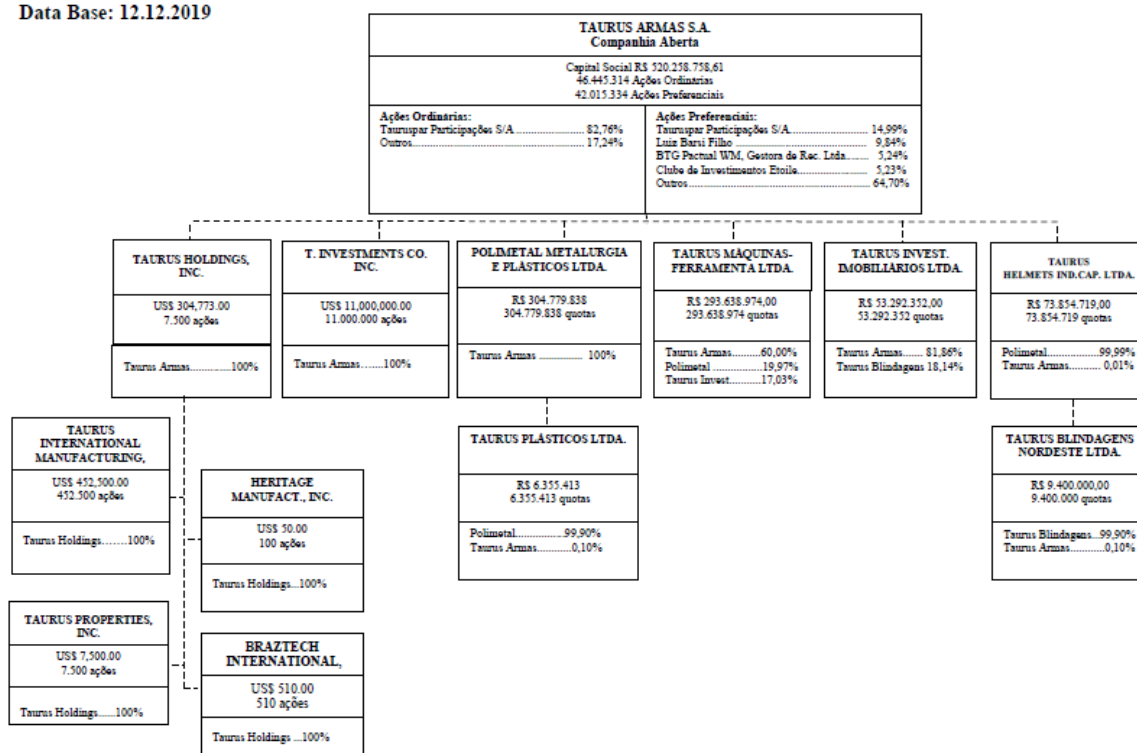 Data Base: 12.12.2019
TAURUS ARMAS S.A.
Companhia Aberta
Capital Social R$ 520.258.758,61
46.445.314 Ações Ordinárias
42.015.334 Ações Preferenciais
Ações Ordinárias:
Tauruspar Participações S/A........................ 82,76%
Outros.............................................................. 17,24%
Ações Preferenciais:
Tauruspar Participações S/A........................... 14,99%
Luiz Barsi Filho ................................................ 9,84%
BTG Pactual WM, Gestora de Rec. Ltda........ 5,24%
Clube de Investimentos Etoile......................... 5,23%
Outros................................................................ 64,70%
TAURUS HOLDINGS,
INC.
US$ 304,773.00
7.500 ações
Taurus Armas.............100%
T. INVESTMENTS CO.
INC.
US$ 11,000,000.00
11.000.000 ações
Taurus Armas........100%
POLIMETAL METALURGIA
E PLÁSTICOS LTDA.
R$ 304.779.838
304.779.838 quotas
Taurus Armas .............. 100%
TAURUS MÁQUINAS-
FERRAMENTA LTDA.
R$ 293.638.974,00
293.638.974 quotas
Taurus Armas.........60,00%
Polimetal.................19,97%
Taurus Invest..........17,03%
TAURUS INVEST.
IMOBILIÁRIOS LTDA.
R$ 53.292.352,00
53.292.352 quotas
Taurus Armas....... 81,86%
Taurus Blindagens 18,14%
TAURUS
HELMETS IND.CAP. LTDA.
R$ 73.854.719,00
73.854.719 quotas
Polimetal.................99,99%
Taurus Armas.......... 0,01%
TAURUS
INTERNATIONAL
MANUFACTURING,
US$ 452,500.00
452.500 ações
Taurus Holdings........100%
HERITAGE
MANUFACT., INC.
US$ 50.00
100 ações
Taurus Holdings...100%
TAURUS PLÁSTICOS LTDA.
R$ 6.355.413
6.355.413 quotas
Polimetal.................99,90%
Taurus Armas...........0,10%
TAURUS BLINDAGENS
NORDESTE LTDA.
R$ 9.400.000,00
9.400.000 quotas
Taurus Blindagens...99,90%
Taurus Armas...........0,10%
TAURUS PROPERTIES,
INC.
US$ 7,500.00
7.500 ações
Taurus Holdings......100%
BRAZTECH
INTERNATIONAL,
US$ 510.00
510 ações
Taurus Holdings ...100%